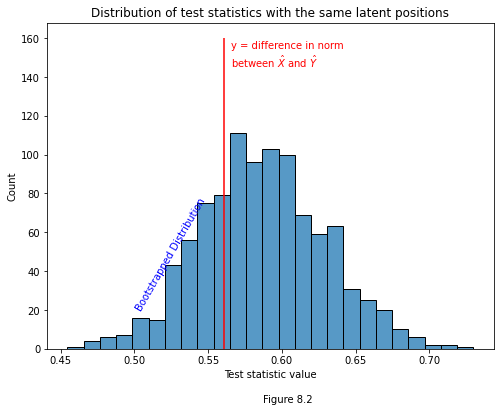 Distribution of test statistics with the same latent positions
160
140
120
100
80
60
40
20
0
Count
y = difference in norm
between X̂ and Ŷ
Bootstrapped Distribution
0.45 0.50 0.55 0.60 0.65 0.70
Test statistic value
Figure 8.2